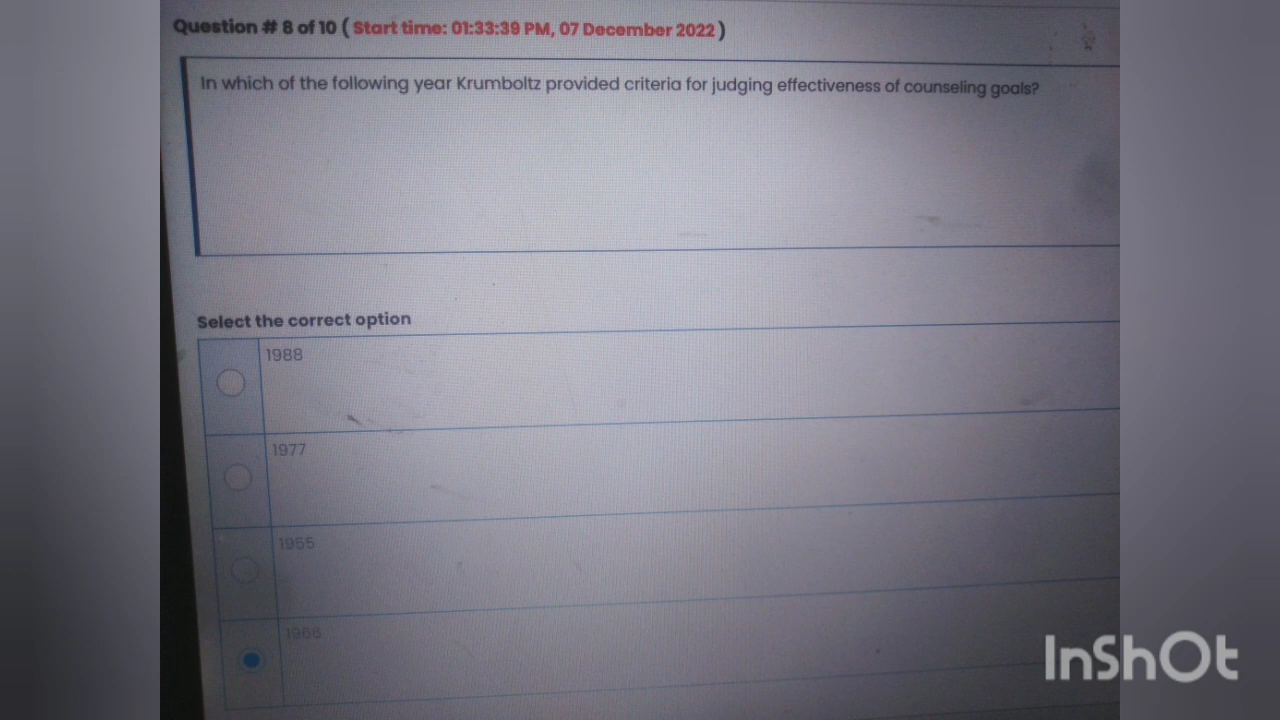 Question # 8 of 10 ( Start time: 01:33:39 PM, 07 December 2022 )
In which of the following year Krumboltz provided criteria for judging effectiveness of counseling goals?
Select the correct option
1988
1977
1955
1966
InShOt